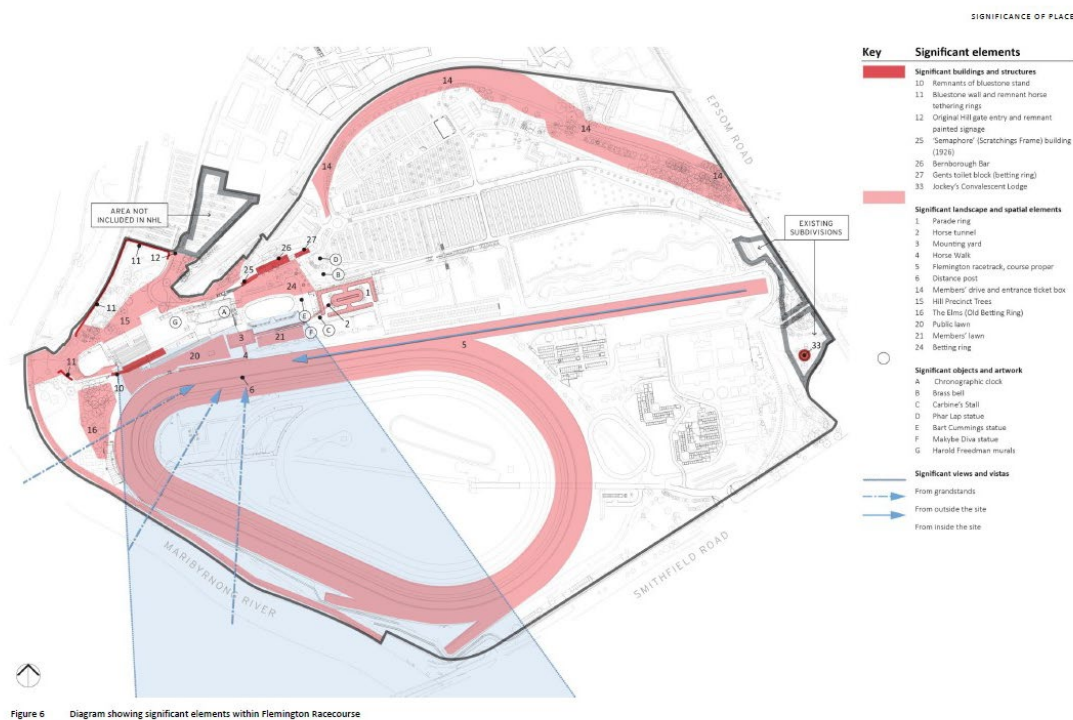 SIGNIFICANCE OF PLACE
Key
Significant elements
Significant buildings and structures
10 Remnants of bluestone stand
11 Bluestone wall and remnant horse
tethering rings
12 Original Hill gate entry and remnant
painted signage
25 'Semaphore' (Scratchings Frame) building
(1926)
26 Bernborough Bar
27 Gents toilet block (betting ring)
33 Jockey's Convalescent Lodge
Significant landscape and spatial elements
1 Parade ring
2 Horse tunnel
3 Mounting yard
4 Horse Walk
5 Flemington racetrack, course proper
6 Distance post
14 Members' drive and entrance ticket box
15 Hill Precinct Trees
16 The Elms (Old Betting Ring)
20 Public lawn
21 Members' lawn
24 Betting ring
Significant objects and artwork
A Chronographic clock
B Brass bell
C Carbine's Stall
D Phar Lap statue
E Bart Cummings statue
F Makybe Diva statue
G Harold Freedman murals
Significant views and vistas
From grandstands
From outside the site
From inside the site
14
14
14
14
EPSOM ROAD
AREA NOT
INCLUDED IN NHL
EXISTING
SUBDIVISIONS
11
12
26
27
D
25
B
24
1
11
A
E
15
G
2
F
C
3
21
20
4
5
33
11
10
6
16
MARIBYRNONG RIVER
SMITHFIELD ROAD
Figure 6 Diagram showing significant elements within Flemington Racecourse